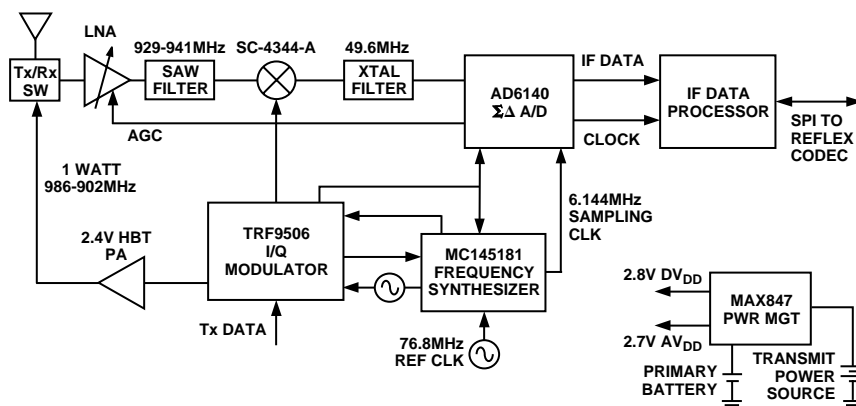 LNA
929-941MHz
SC-4344-A
49.6MHz
Tx/Rx
SW
SAW
FILTER
XTAL
FILTER
AD6140
Σ∆ A/D
IF DATA
CLOCK
IF DATA
PROCESSOR
SPI TO
REFLEX
CODEC
AGC
1 WATT
986-902MHz
6.144MHz
SAMPLING
CLK
2.4V HBT
PA
TRF9506
I/Q
MODULATOR
MC145181
FREQUENCY
SYNTHESIZER
Tx DATA
76.8MHz
REF CLK
2.8V DVDD
2.7V AVDD
MAX847
PWR MGT
PRIMARY
BATTERY
TRANSMIT
POWER
SOURCE